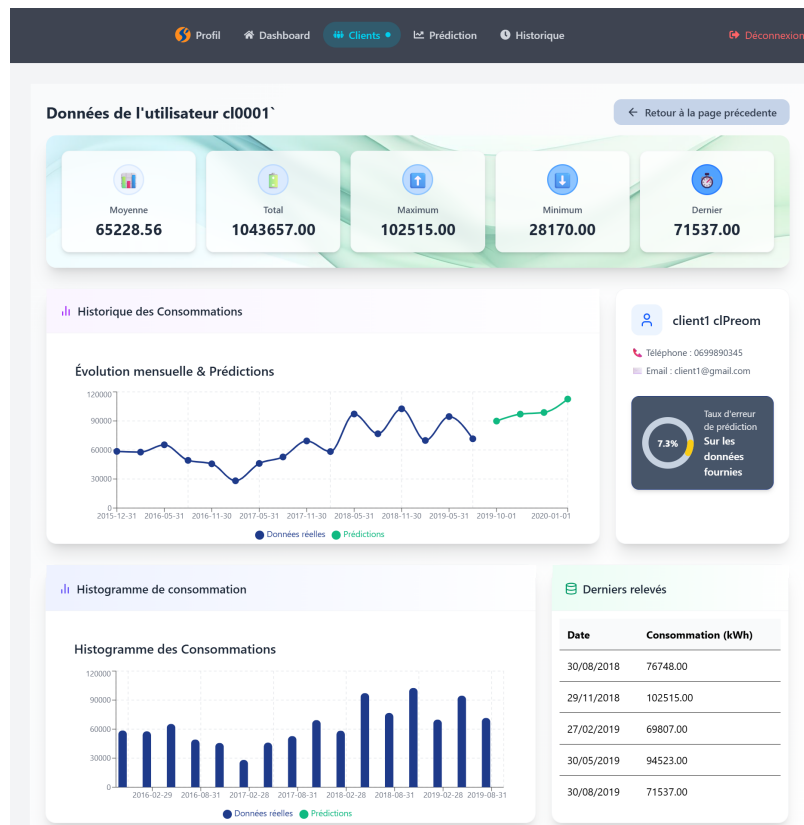 Profil Dashboard Clients Prédiction Historique Déconnexion
Données de l'utilisateur cl0001`
← Retour à la page précedente
Moyenne
65228.56
Total
1043657.00
Maximum
102515.00
Minimum
28170.00
Dernier
71537.00
Historique des Consommations
Évolution mensuelle & Prédictions
120000
90000
60000
30000
0
2015-12-31 2016-05-31 2016-11-30 2017-05-31 2017-11-30 2018-05-31 2018-11-30 2019-05-31 2019-10-01 2020-01-01
Données réelles Prédictions
client1 clPreom
Téléphone : 0699890345
Email : client1@gmail.com
7.3%
Taux d'erreur
de prédiction
Sur les
données
fournies
Histogramme de consommation
Histogramme des Consommations
120000
90000
60000
30000
0
2016-02-29 2016-08-31 2017-02-28 2017-08-31 2018-02-28 2018-08-31 2019-02-28 2019-08-31
Données réelles Prédictions
Derniers relevés
Date Consommation (kWh)
30/08/2018 76748.00
29/11/2018 102515.00
27/02/2019 69807.00
30/05/2019 94523.00
30/08/2019 71537.00